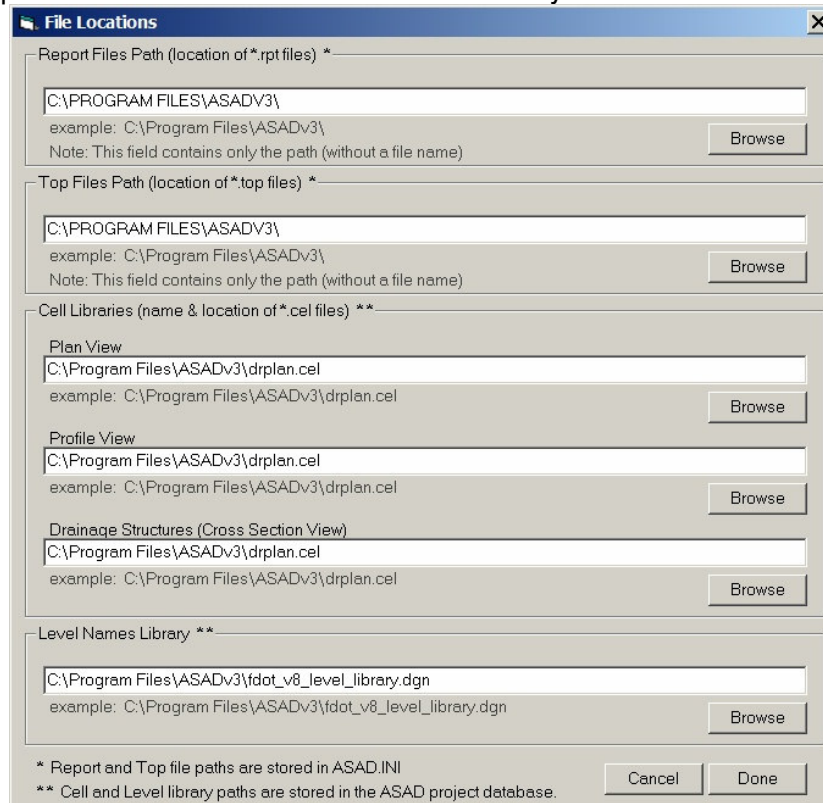 File Locations
Report Files Path (location of *.rpt files) *
C:\PROGRAM FILES\ASADV3\
example: C:\Program Files\ASADv3\
Browse
Note: This field contains only the path (without a file name)
Top Files Path (location of *.top files) *
C:\PROGRAM FILES\ASADV3\
example: C:\Program Files\ASADv3\
Browse
Note: This field contains only the path (without a file name)
Cell Libraries (name & location of *.cel files) **
Plan View
C:\Program Files\ASADv3\drplan.cel
example: C:\Program Files\ASADv3\drplan.cel
Browse
Profile View
C:\Program Files\ASADv3\drplan.cel
example: C:\Program Files\ASADv3\drplan.cel
Browse
Drainage Structures (Cross Section View)
C:\Program Files\ASADv3\drplan.cel
example: C:\Program Files\ASADv3\drplan.cel
Browse
Level Names Library **
C:\Program Files\ASADv3\fdot_v8_level_library.dgn
example: C:\Program Files\ASADv3\fdot_v8_level_library.dgn
Browse
* Report and Top file paths are stored in ASAD.INI
** Cell and Level library paths are stored in the ASAD project database.
Cancel
Done